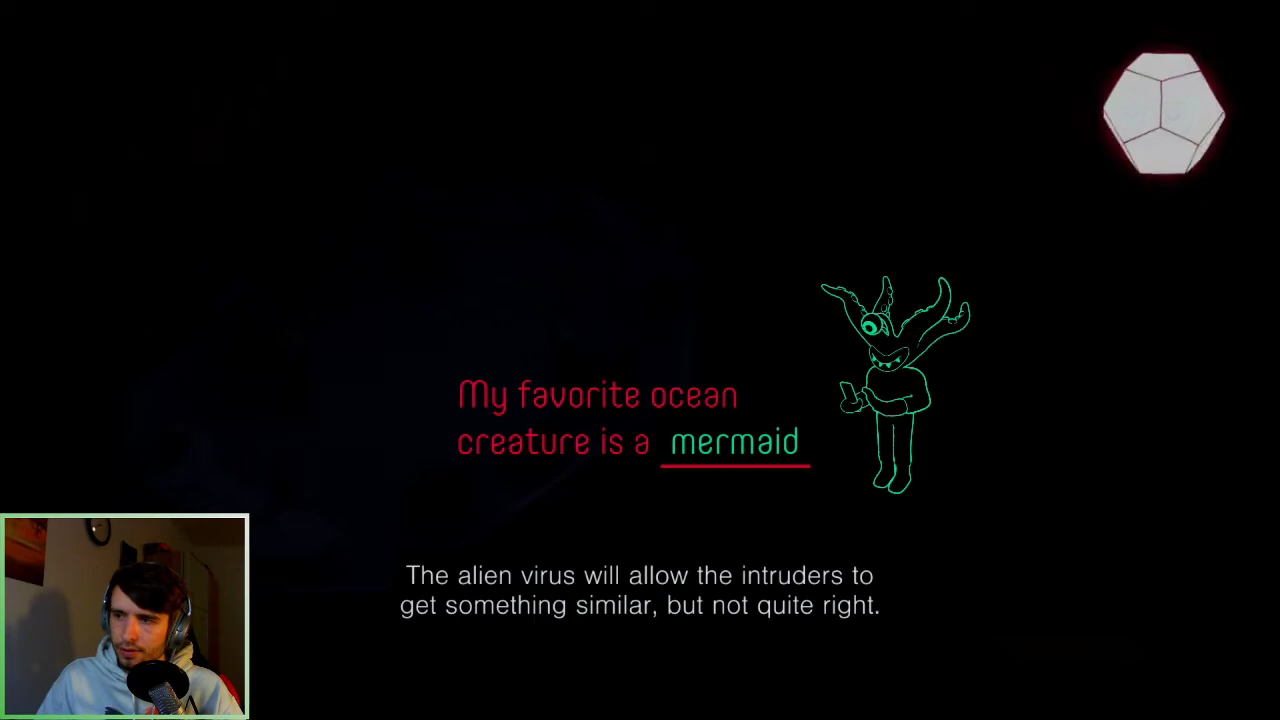 My favorite ocean
creature is a mermaid
The alien virus will allow the intruders to
get something similar, but not quite right.